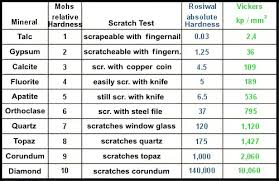 Mineral Mohs relative Hardness Scratch Test Rosiwal absolute Hardness Vickers kp / mm²
Talc 1 scrapeable with fingernail 0.03 2,4
Gypsum 2 scratcheable with fingern. 1.25 36
Calcite 3 scr. with copper coin 4.5 109
Fluorite 4 easily scr. with knife 5 189
Apatite 5 still scr. with knife 6.5 536
Orthoclase 6 scr. with steel file 37 795
Quartz 7 scratches window glass 120 1,120
Topaz 8 scratches quartz 175 1,427
Corundum 9 scratches topaz 1,000 2,060
Diamond 10 scratches corundum 140,000 10,060